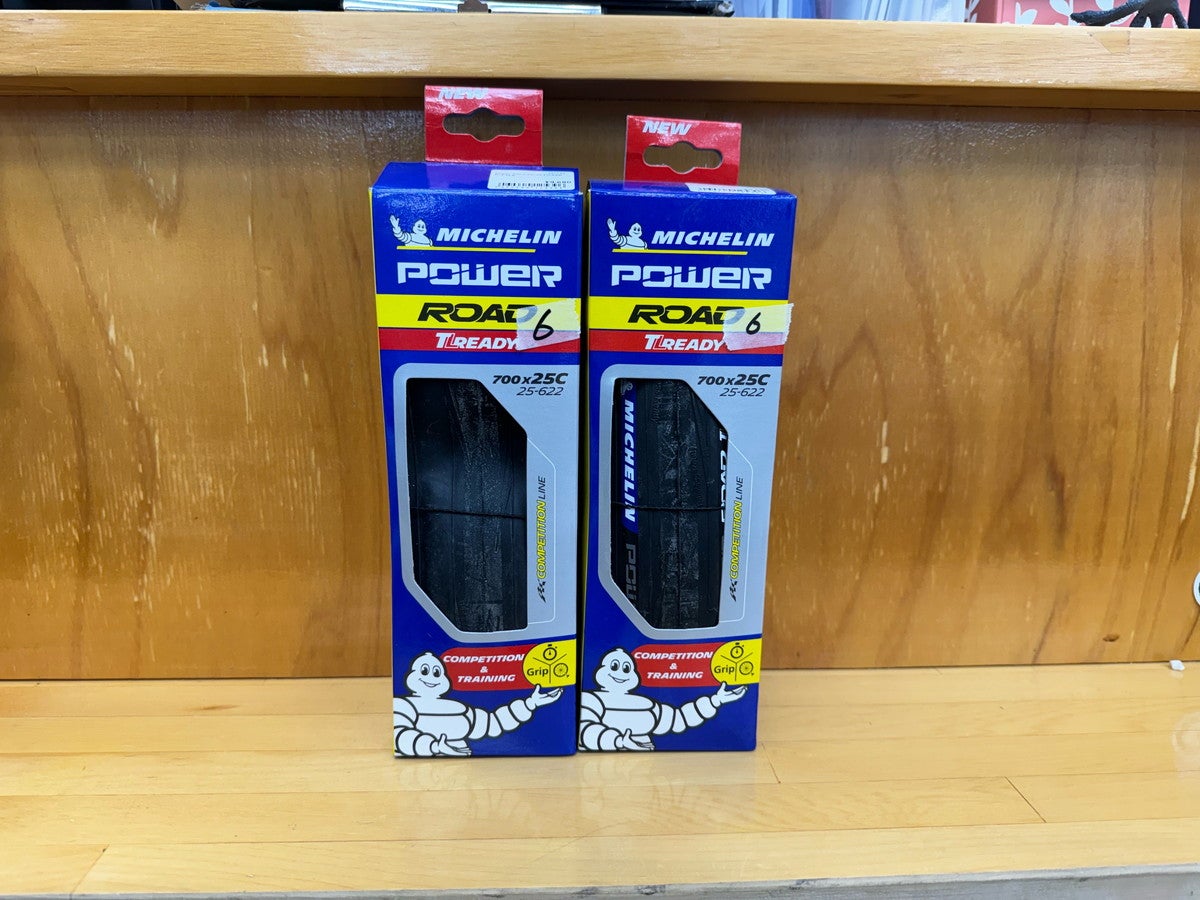 NEW
MICHELIN
POWER
ROAD
6
TLREADY
700x25C
25-622
COMPETITION LINE
COMPETITION
&
TRAINING
Grip
NEW
MICHELIN
POWER
ROAD
6
TLREADY
700x25C
25-622
MICHELIN
POW
COMPETITION LINE
COMPETITION
&
TRAINING
Grip